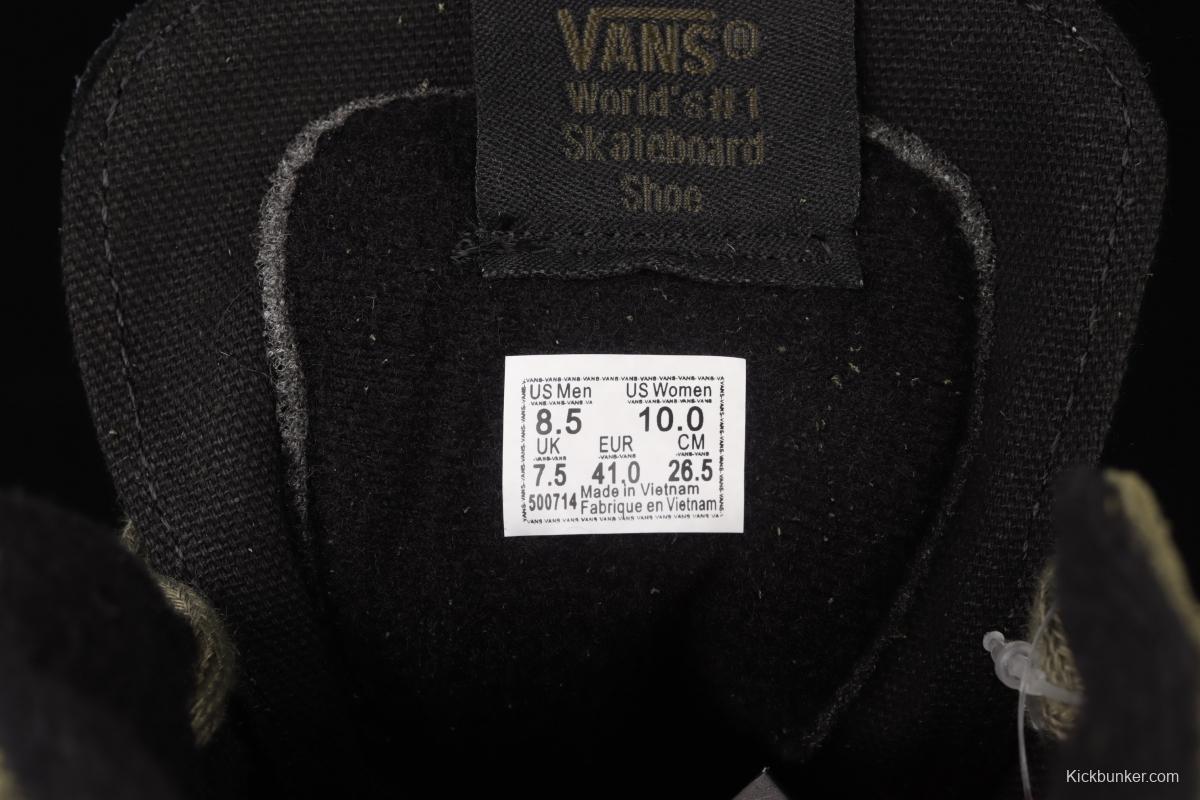 VANS®
World's #1
Skateboard
Shoe
US Men US Women
8.5 10.0
UK EUR CM
7.5 41.0 26.5
500714 Made in Vietnam
Fabrique en Vietnam
Kickbunker.com